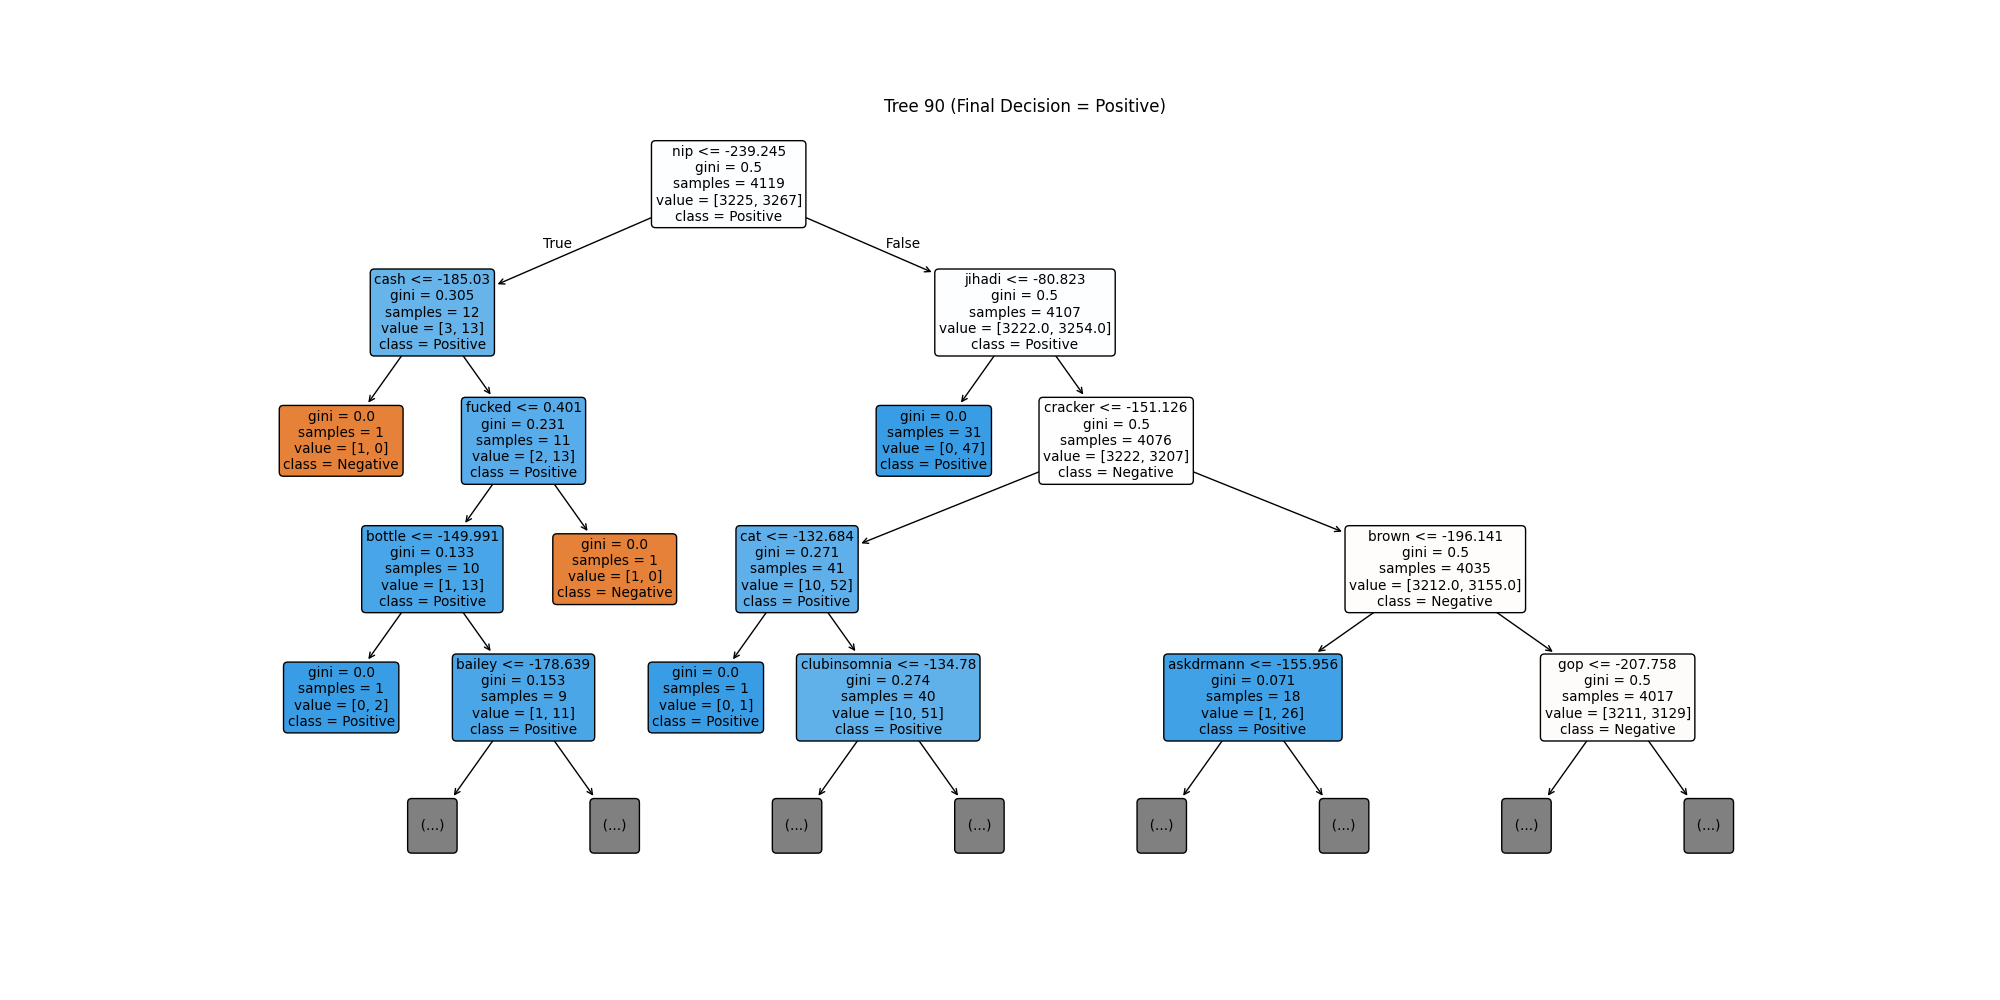 Tree 90 (Final Decision = Positive)
nip <= -239.245
gini = 0.5
samples = 4119
value = [3225, 3267]
class = Positive
True
False
cash <= -185.03
gini = 0.305
samples = 12
value = [3, 13]
class = Positive
jihadi <= -80.823
gini = 0.5
samples = 4107
value = [3222.0, 3254.0]
class = Positive
gini = 0.0
samples = 1
value = [1, 0]
class = Negative
fucked <= 0.401
gini = 0.231
samples = 11
value = [2, 13]
class = Positive
gini = 0.0
samples = 31
value = [0, 47]
class = Positive
cracker <= -151.126
gini = 0.5
samples = 4076
value = [3222, 3207]
class = Negative
bottle <= -149.991
gini = 0.133
samples = 10
value = [1, 13]
class = Positive
gini = 0.0
samples = 1
value = [1, 0]
class = Negative
cat <= -132.684
gini = 0.271
samples = 41
value = [10, 52]
class = Positive
brown <= -196.141
gini = 0.5
samples = 4035
value = [3212.0, 3155.0]
class = Negative
gini = 0.0
samples = 1
value = [0, 2]
class = Positive
bailey <= -178.639
gini = 0.153
samples = 9
value = [1, 11]
class = Positive
gini = 0.0
samples = 1
value = [0, 1]
class = Positive
clubinsomnia <= -134.78
gini = 0.274
samples = 40
value = [10, 51]
class = Positive
askdrmann <= -155.956
gini = 0.071
samples = 18
value = [1, 26]
class = Positive
gop <= -207.758
gini = 0.5
samples = 4017
value = [3211, 3129]
class = Negative
(...)
(...)
(...)
(...)
(...)
(...)
(...)
(...)